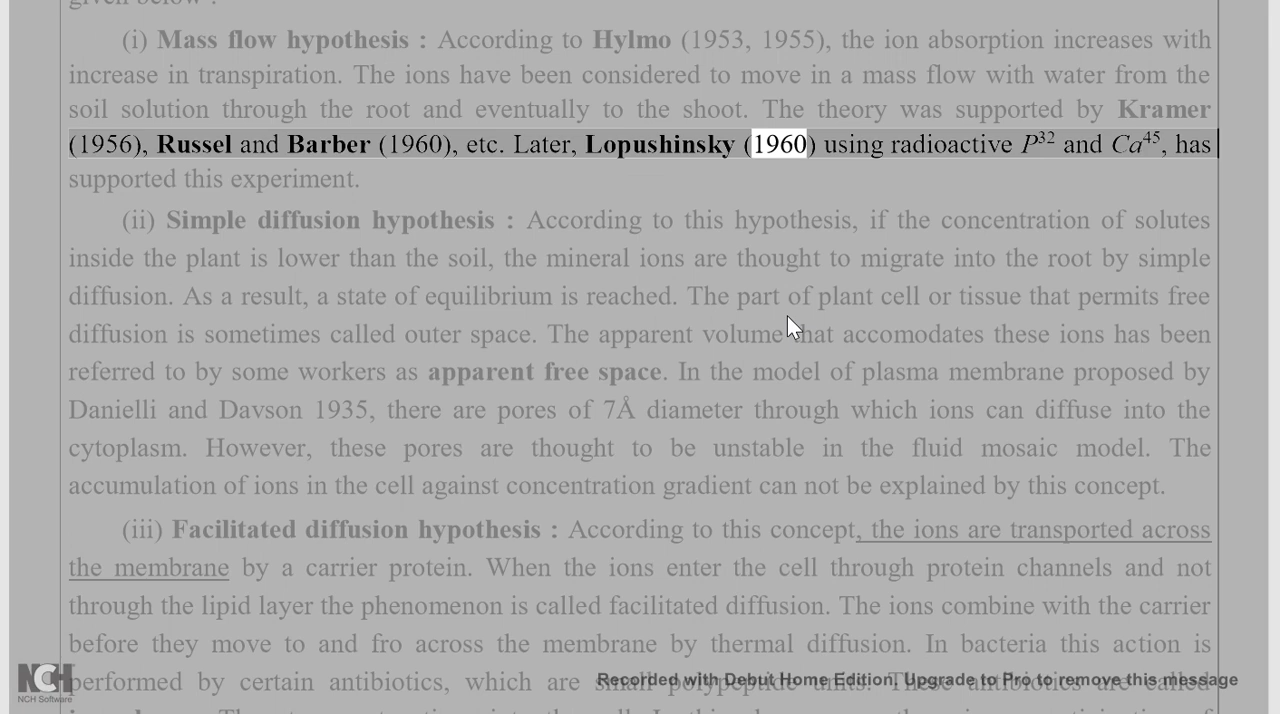 given below :
(i) Mass flow hypothesis : According to Hylmo (1953, 1955), the ion absorption increases with
increase in transpiration. The ions have been considered to move in a mass flow with water from the
soil solution through the root and eventually to the shoot. The theory was supported by Kramer
(1956), Russel and Barber (1960), etc. Later, Lopushinsky (1960) using radioactive P³² and Ca⁴⁵, has
supported this experiment.
(ii) Simple diffusion hypothesis : According to this hypothesis, if the concentration of solutes
inside the plant is lower than the soil, the mineral ions are thought to migrate into the root by simple
diffusion. As a result, a state of equilibrium is reached. The part of plant cell or tissue that permits free
diffusion is sometimes called outer space. The apparent volume that accomodates these ions has been
referred to by some workers as apparent free space. In the model of plasma membrane proposed by
Danielli and Davson 1935, there are pores of 7Å diameter through which ions can diffuse into the
cytoplasm. However, these pores are thought to be unstable in the fluid mosaic model. The
accumulation of ions in the cell against concentration gradient can not be explained by this concept.
(iii) Facilitated diffusion hypothesis : According to this concept, the ions are transported across
the membrane by a carrier protein. When the ions enter the cell through protein channels and not
through the lipid layer the phenomenon is called facilitated diffusion. The ions combine with the carrier
before they move to and fro across the membrane by thermal diffusion. In bacteria this action is
performed by certain antibiotics, which are small polypeptide units. These antibiotics are called
NCH
NCH Software
Recorded with Debut Home Edition. Upgrade to Pro to remove this message